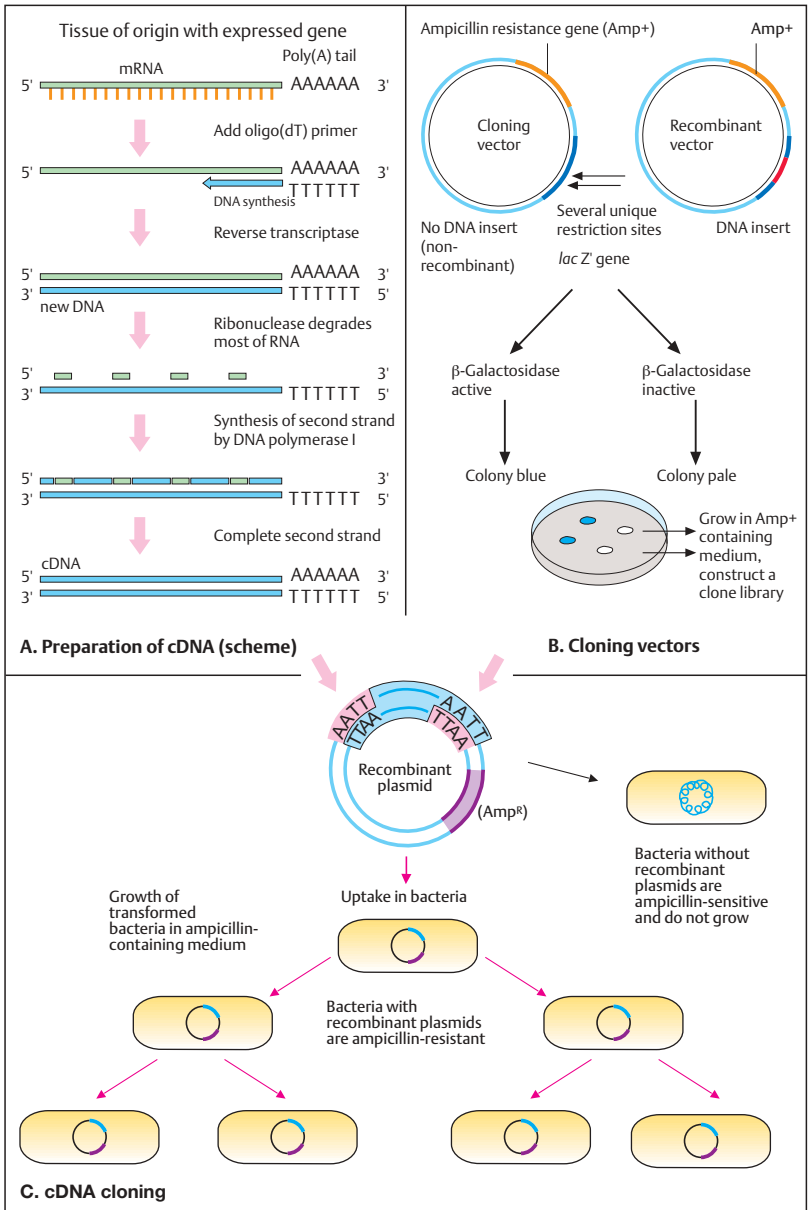 Tissue of origin with expressed gene
Poly(A) tail
mRNA
5' AAAAAA 3'
Add oligo(dT) primer
5' AAAAAA 3'
TTTTTT
DNA synthesis
Reverse transcriptase
5' AAAAAA 3'
3' TTTTTT 5'
new DNA
Ribonuclease degrades
most of RNA
5' 3'
3' TTTTTT 5'
Synthesis of second strand
by DNA polymerase I
5' 3'
3' TTTTTT 5'
Complete second strand
cDNA
5' AAAAAA 3'
3' TTTTTT 5'
A. Preparation of cDNA (scheme)
Ampicillin resistance gene (Amp+)
Amp+
Cloning
vector
Recombinant
vector
No DNA insert
(non-
recombinant)
Several unique
restriction sites
lac Z' gene
DNA insert
β-Galactosidase
active
β-Galactosidase
inactive
Colony blue
Colony pale
Grow in Amp+
containing
medium,
construct a
clone library
B. Cloning vectors
AATT
TTAA
AATT
TTAA
Recombinant
plasmid
(Ampᴿ)
Bacteria without
recombinant
plasmids are
ampicillin-sensitive
and do not grow
Uptake in bacteria
Growth of
transformed
bacteria in ampicillin-
containing medium
Bacteria with
recombinant plasmids
are ampicillin-resistant
C. cDNA cloning